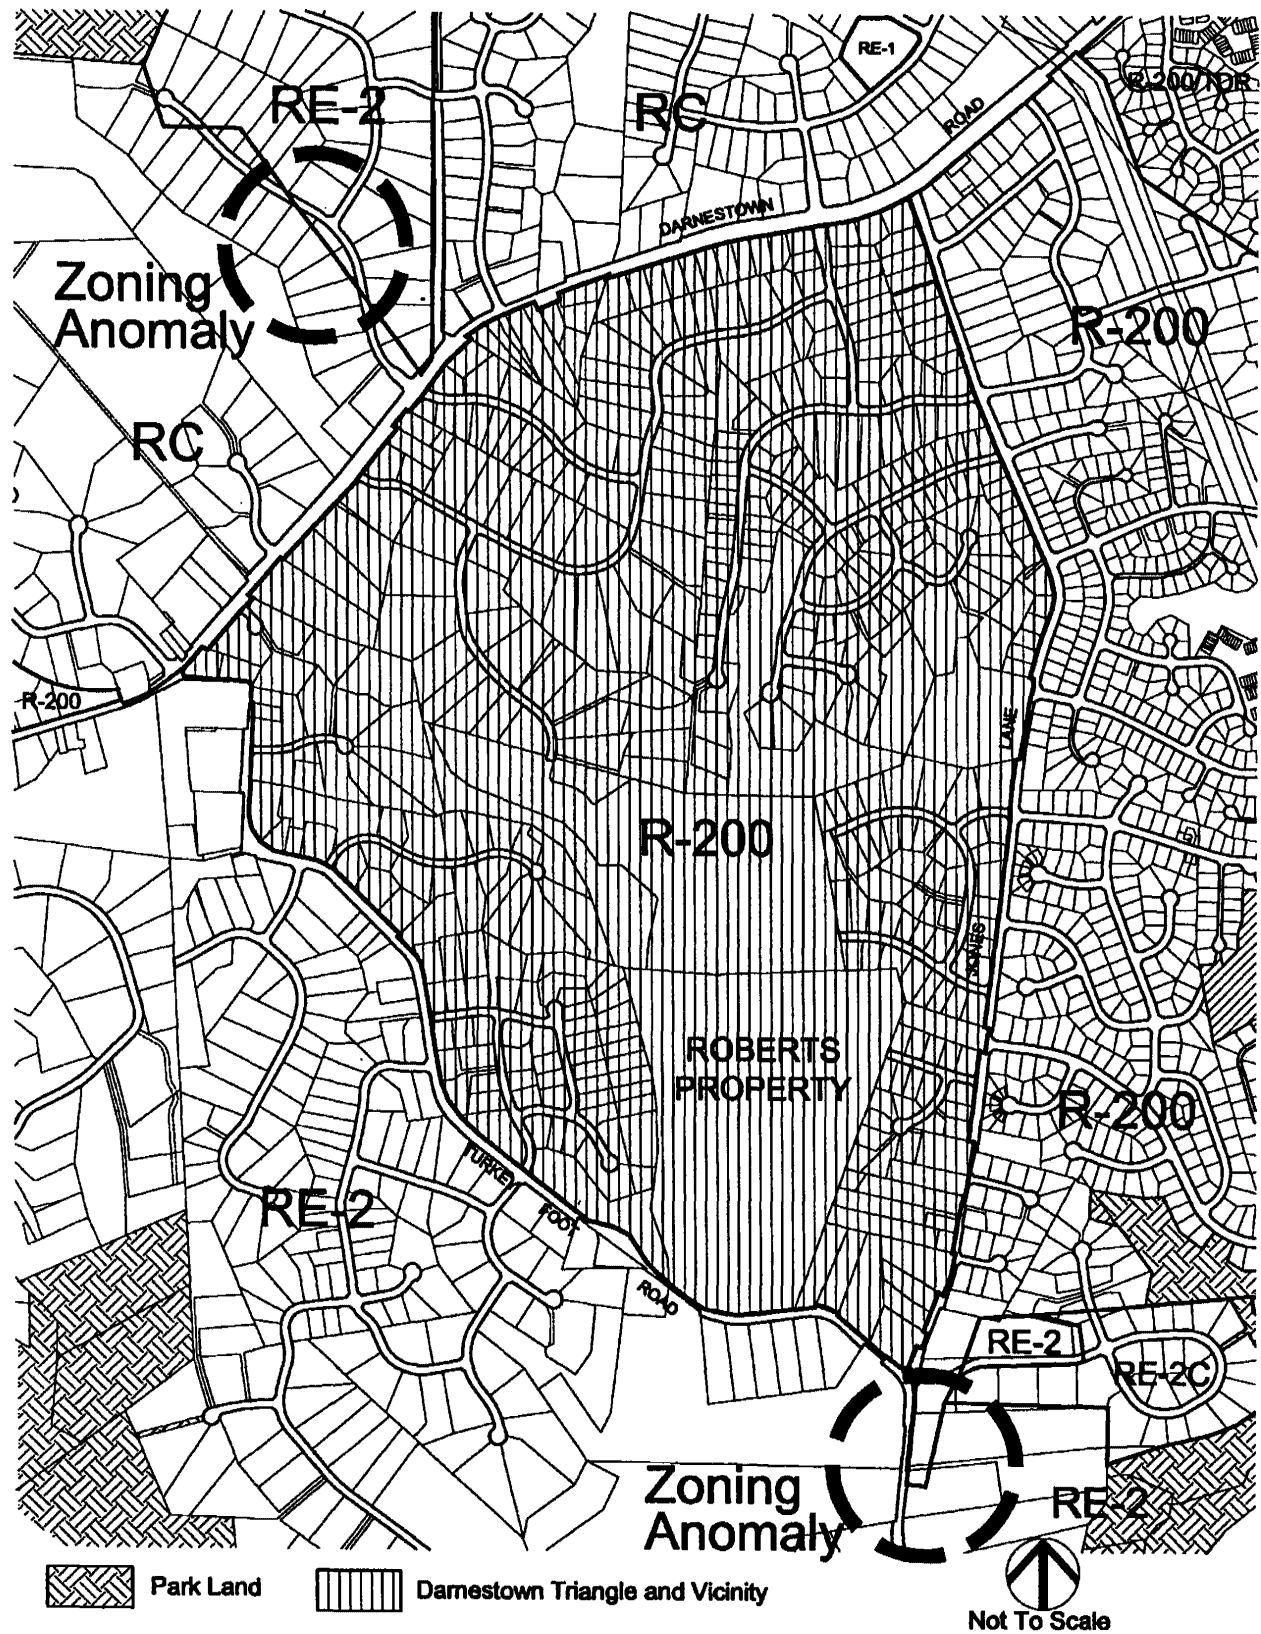 RE-1
R-200/TDR
RE-2
RC
ROAD
DARNESTOWN
Zoning
Anomaly
R-200
RC
R-200
LANE
R-200
JONES
ROBERTS
PROPERTY
R-200
TURKEY
FOOT
RE-2
ROAD
RE-2
RE-2C
Zoning
Anomaly
RE-2
Park Land
Darnestown Triangle and Vicinity
Not To Scale